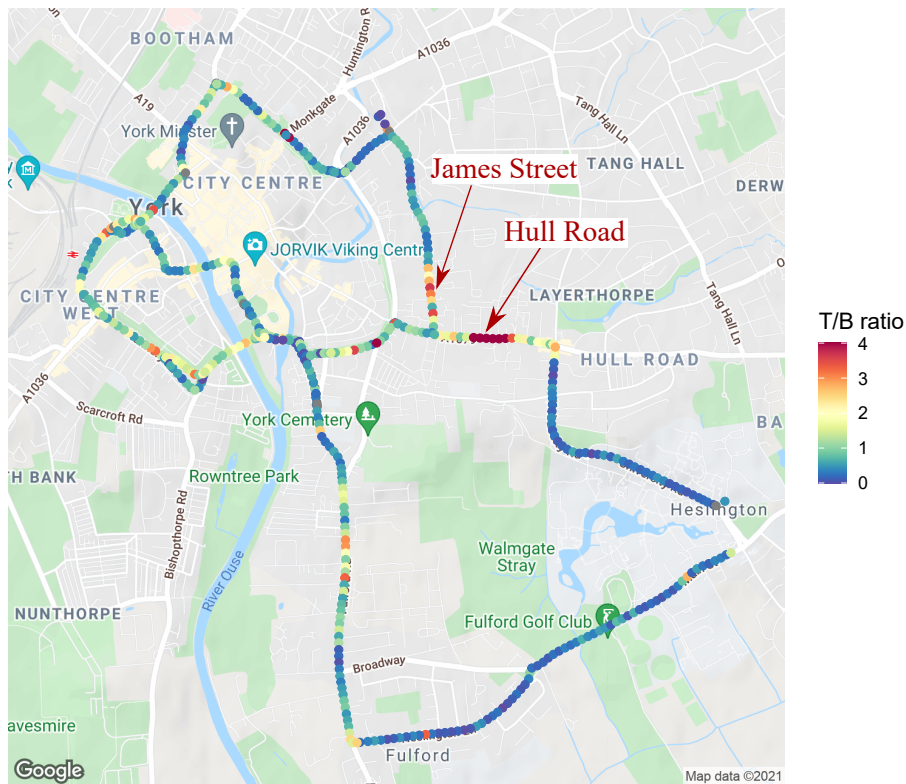 BOOTHAM
Huntington R
A1036
A19
Monkgate
A1036
Tang Hall Ln
York Minster
TANG HALL
James Street
CITY CENTRE
DERW
York
Hull Road
JORVIK Viking Centr
CITY CENTRE
WEST
LAYERTHORPE
Tang Hall Ln
T/B ratio
4
3
2
1
0
HULL ROAD
A1036
Scarcroft Rd
York Cemetery
BA
TH BANK
Rowntree Park
Heslington
Bishopthorpe Rd
Walmgate
Stray
River Ouse
NUNTHORPE
Fulford Golf Club
Broadway
avesmire
Fulford
Google
Map data ©2021